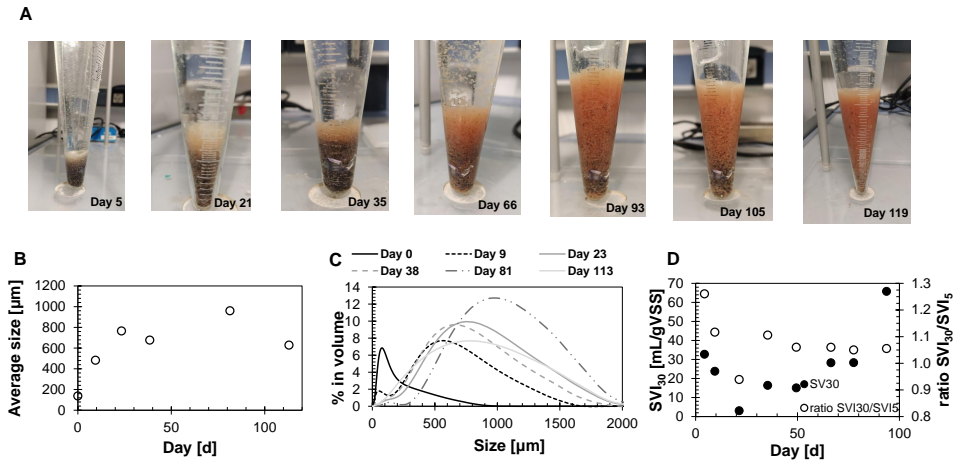 A
Day 5
Day 21
Day 35
Day 66
Day 93
Day 105
Day 119
B
Average size [µm]
1200
1000
800
600
400
200
0
0
50
100
Day [d]
C
Day 0
Day 9
Day 23
Day 38
Day 81
Day 113
% in volume
14
12
10
8
6
4
2
0
0
500
1000
1500
2000
Size [µm]
D
SVI30 [mL/gVSS]
70
60
50
40
30
20
10
0
1.3
1.2
1.1
1.0
0.9
0.8
ratio SVI30/SVI5
SV30
ratio SVI30/SVI5
0
50
100
Day [d]